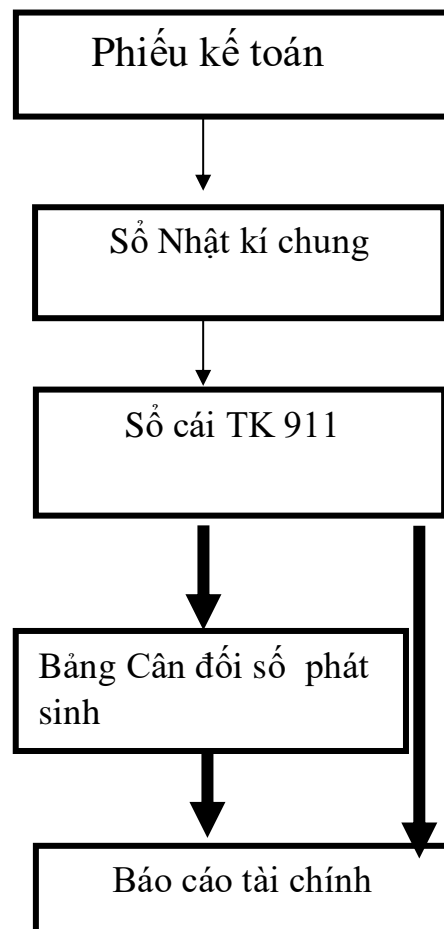 Phiếu kế toán
Sổ Nhật kí chung
Sổ cái TK 911
Bảng Cân đối số phát
sinh
Báo cáo tài chính